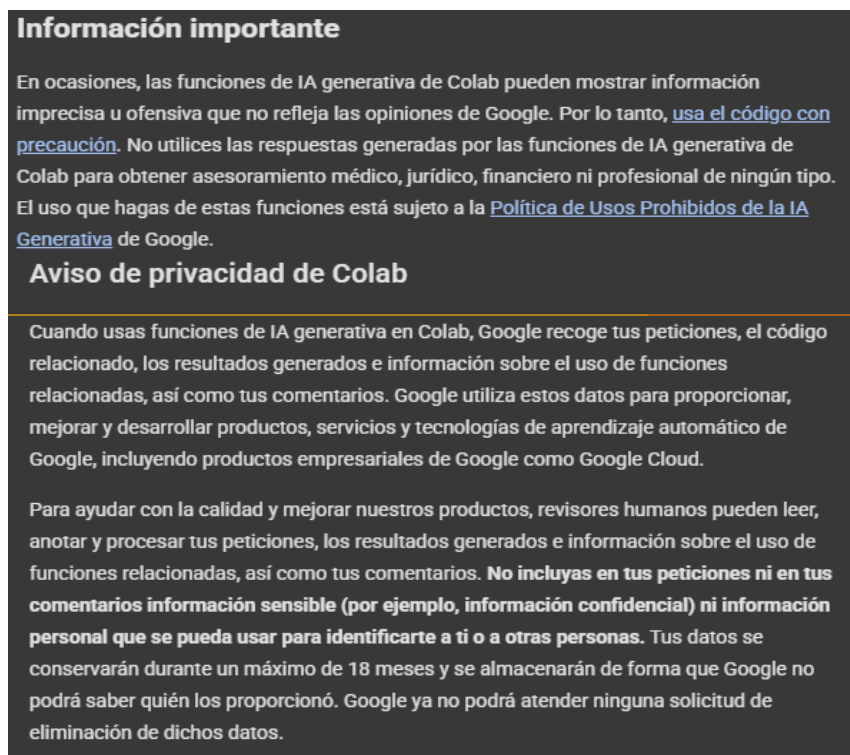 Información importante
En ocasiones, las funciones de IA generativa de Colab pueden mostrar información
imprecisa u ofensiva que no refleja las opiniones de Google. Por lo tanto, usa el código con
precaución. No utilices las respuestas generadas por las funciones de IA generativa de
Colab para obtener asesoramiento médico, jurídico, financiero ni profesional de ningún tipo.
El uso que hagas de estas funciones está sujeto a la Política de Usos Prohibidos de la IA
Generativa de Google.
Aviso de privacidad de Colab
Cuando usas funciones de IA generativa en Colab, Google recoge tus peticiones, el código
relacionado, los resultados generados e información sobre el uso de funciones
relacionadas, así como tus comentarios. Google utiliza estos datos para proporcionar,
mejorar y desarrollar productos, servicios y tecnologías de aprendizaje automático de
Google, incluyendo productos empresariales de Google como Google Cloud.
Para ayudar con la calidad y mejorar nuestros productos, revisores humanos pueden leer,
anotar y procesar tus peticiones, los resultados generados e información sobre el uso de
funciones relacionadas, así como tus comentarios. No incluyas en tus peticiones ni en tus
comentarios información sensible (por ejemplo, información confidencial) ni información
personal que se pueda usar para identificarte a ti o a otras personas. Tus datos se
conservarán durante un máximo de 18 meses y se almacenarán de forma que Google no
podrá saber quién los proporcionó. Google ya no podrá atender ninguna solicitud de
eliminación de dichos datos.